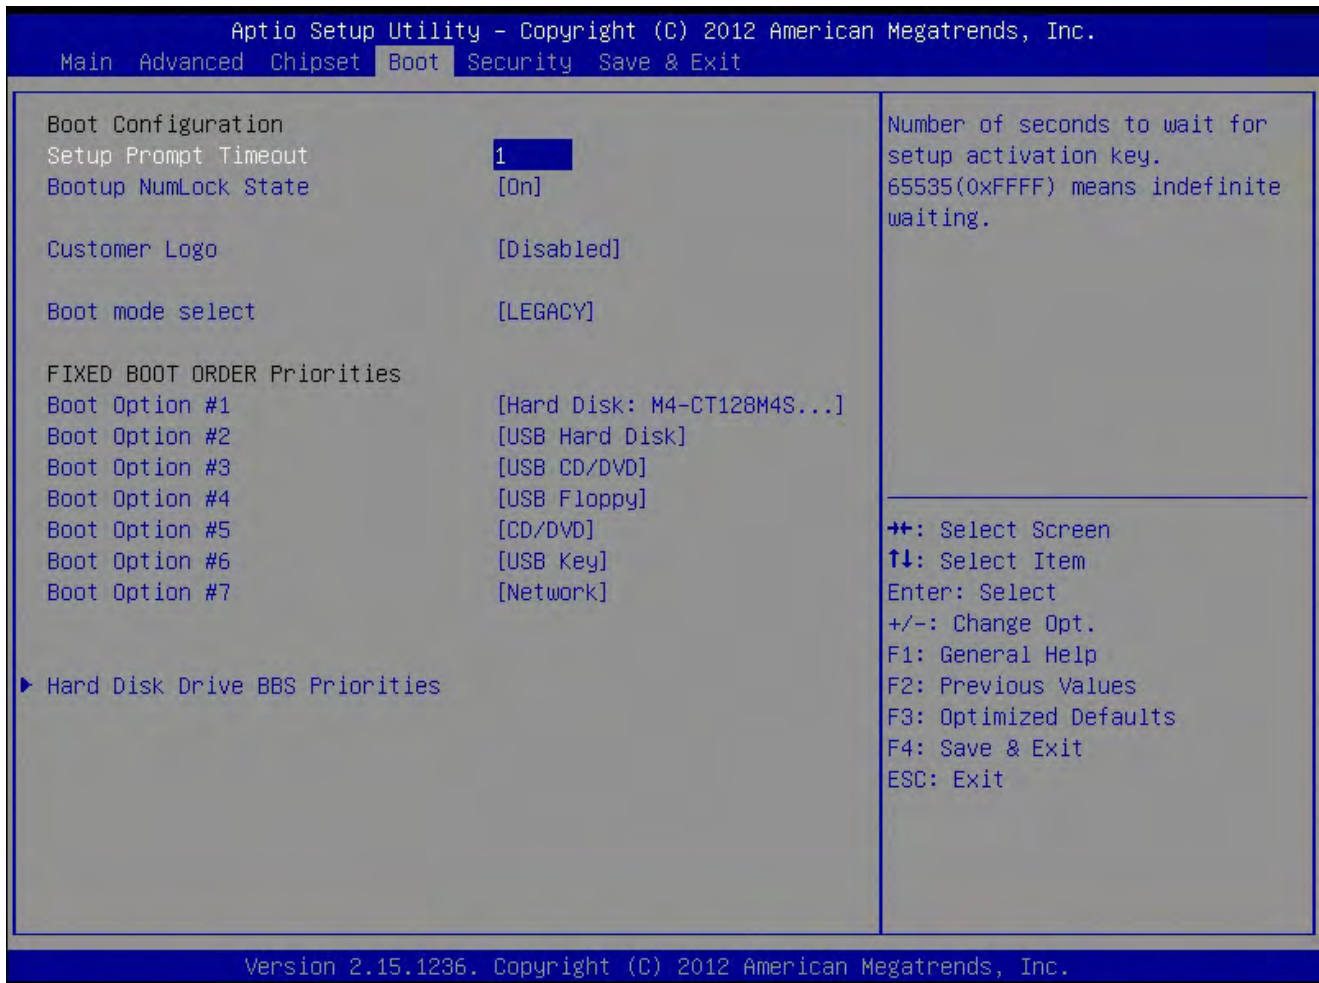 Aptio Setup Utility – Copyright (C) 2012 American Megatrends, Inc.
Main Advanced Chipset Boot Security Save & Exit
Boot Configuration
Setup Prompt Timeout 1
Bootup NumLock State [On]
Customer Logo [Disabled]
Boot mode select [LEGACY]
FIXED BOOT ORDER Priorities
Boot Option #1 [Hard Disk: M4-CT128M4S...]
Boot Option #2 [USB Hard Disk]
Boot Option #3 [USB CD/DVD]
Boot Option #4 [USB Floppy]
Boot Option #5 [CD/DVD]
Boot Option #6 [USB Key]
Boot Option #7 [Network]
Hard Disk Drive BBS Priorities
Number of seconds to wait for
setup activation key.
65535(0xFFFF) means indefinite
waiting.
→←: Select Screen
↑↓: Select Item
Enter: Select
+/-: Change Opt.
F1: General Help
F2: Previous Values
F3: Optimized Defaults
F4: Save & Exit
ESC: Exit
Version 2.15.1236. Copyright (C) 2012 American Megatrends, Inc.